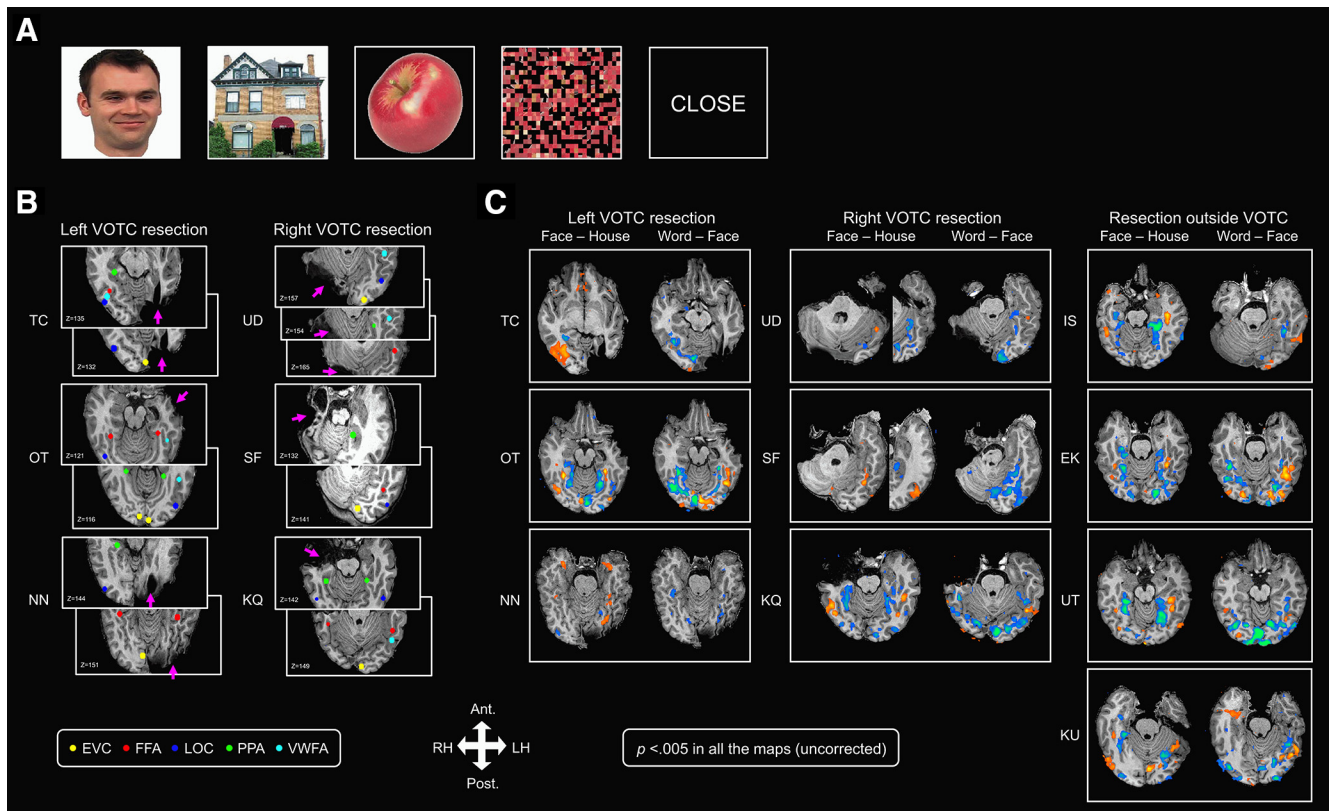 A
CLOSE
B
Left VOTC resection
Right VOTC resection
TC
Z=135
Z=132
UD
Z=157
Z=154
Z=165
OT
Z=121
Z=116
SF
Z=132
Z=141
NN
Z=144
Z=151
KQ
Z=142
Z=149
EVC FFA LOC PPA VWFA
Ant.
RH LH
Post.
C
Left VOTC resection
Face – House Word – Face
TC
OT
NN
Right VOTC resection
Face – House Word – Face
UD
SF
KQ
Resection outside VOTC
Face – House Word – Face
IS
EK
UT
KU
p <.005 in all the maps (uncorrected)